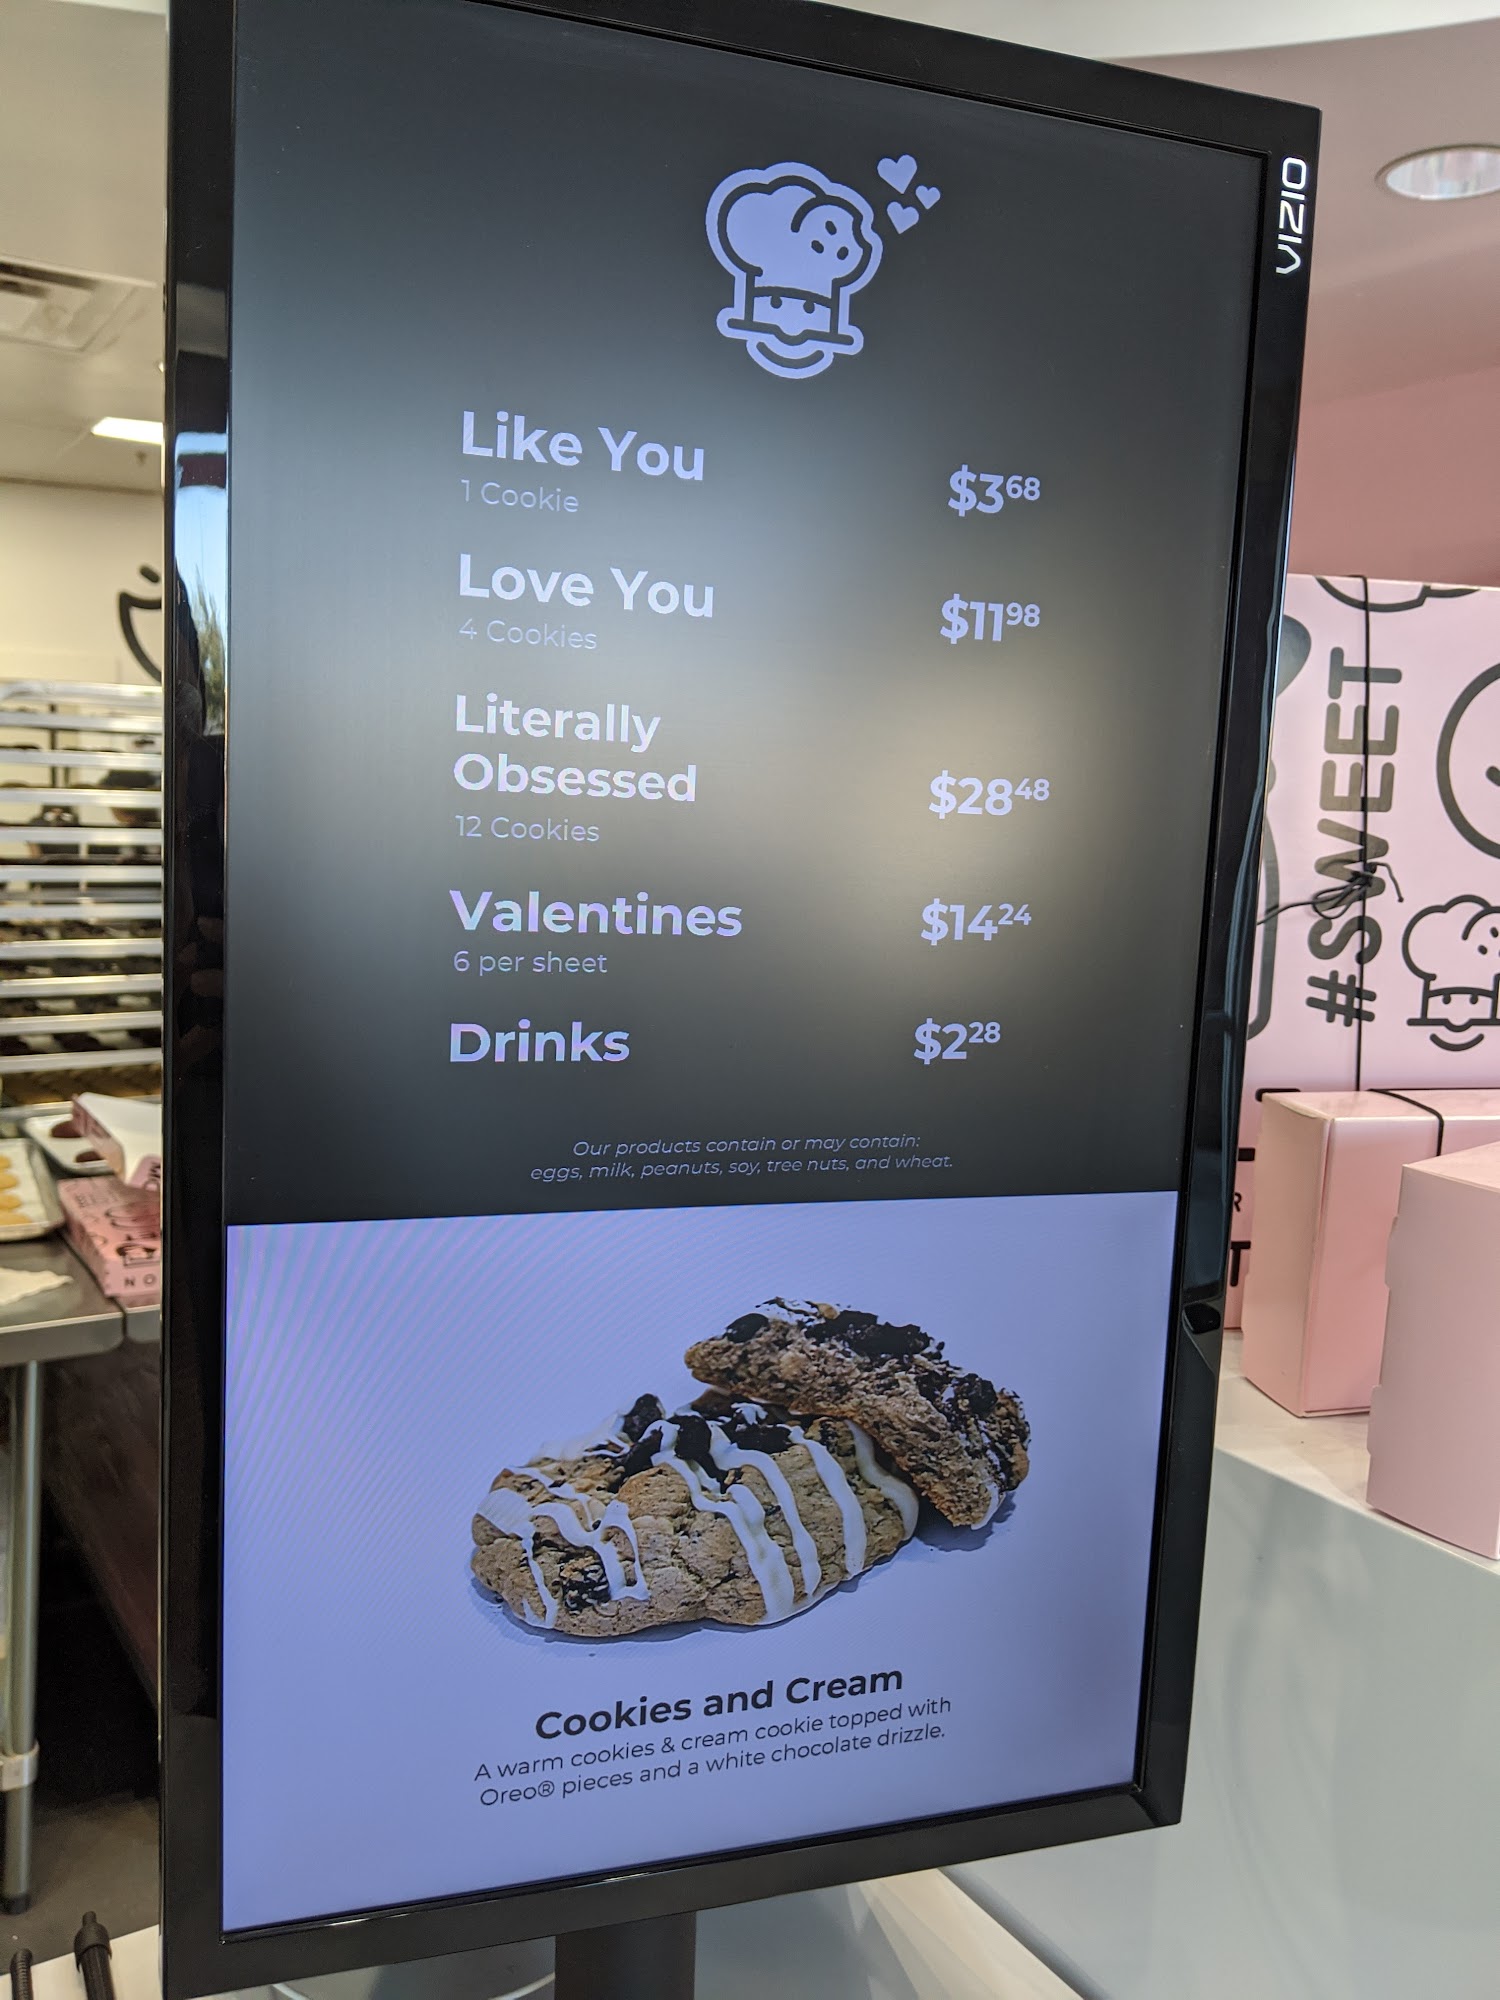 VIZIO
Like You
1 Cookie
$368
Love You
4 Cookies
$1198
Literally
Obsessed
12 Cookies
$2848
Valentines
6 per sheet
$1424
Drinks
$228
Our products contain or may contain:
eggs, milk, peanuts, soy, tree nuts, and wheat.
Cookies and Cream
A warm cookies & cream cookie topped with
Oreo® pieces and a white chocolate drizzle.
#SWEET